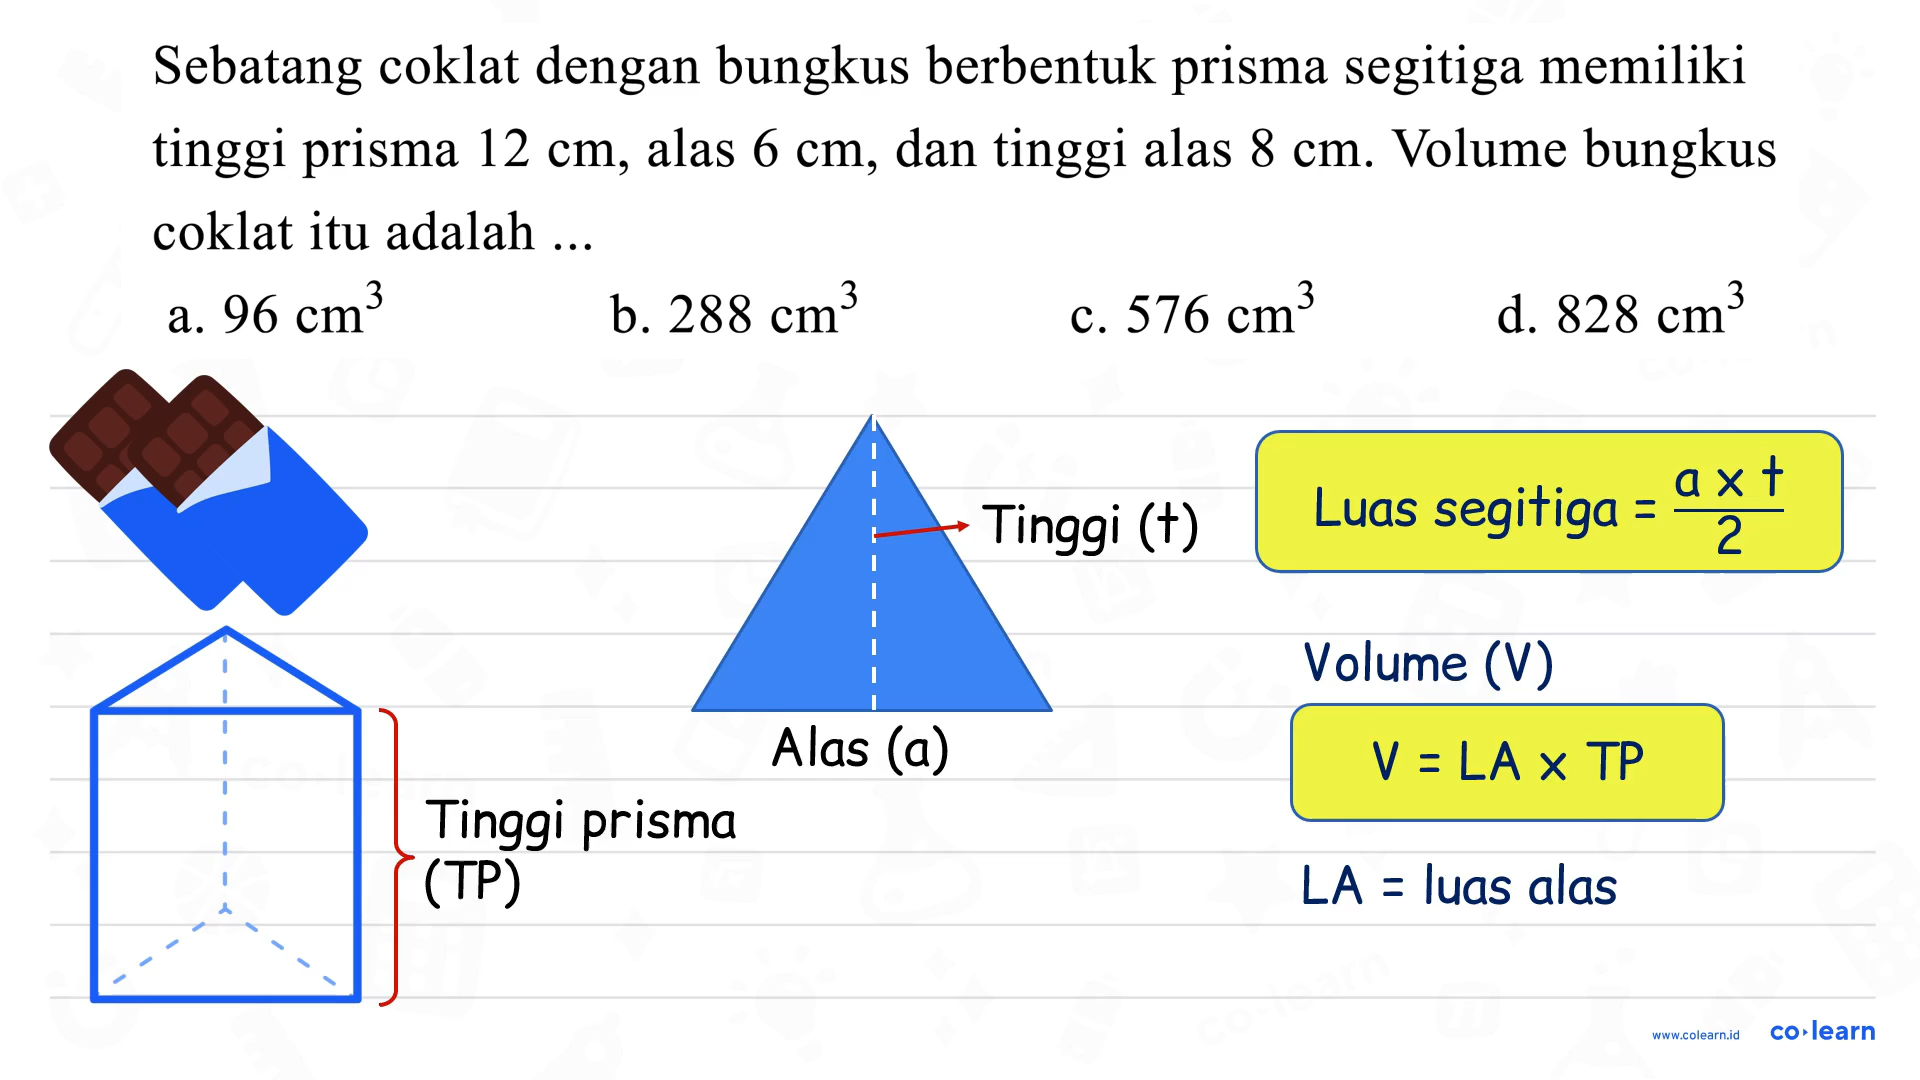 Sebatang coklat dengan bungkus berbentuk prisma segitiga memiliki
tinggi prisma 12 cm, alas 6 cm, dan tinggi alas 8 cm. Volume bungkus
coklat itu adalah ...
a. 96 cm³ b. 288 cm³ c. 576 cm³ d. 828 cm³
Tinggi (t)
Alas (a)
Luas segitiga = a x t / 2
Volume (V)
V = LA x TP
LA = luas alas
Tinggi prisma
(TP)
www.colearn.id co·learn